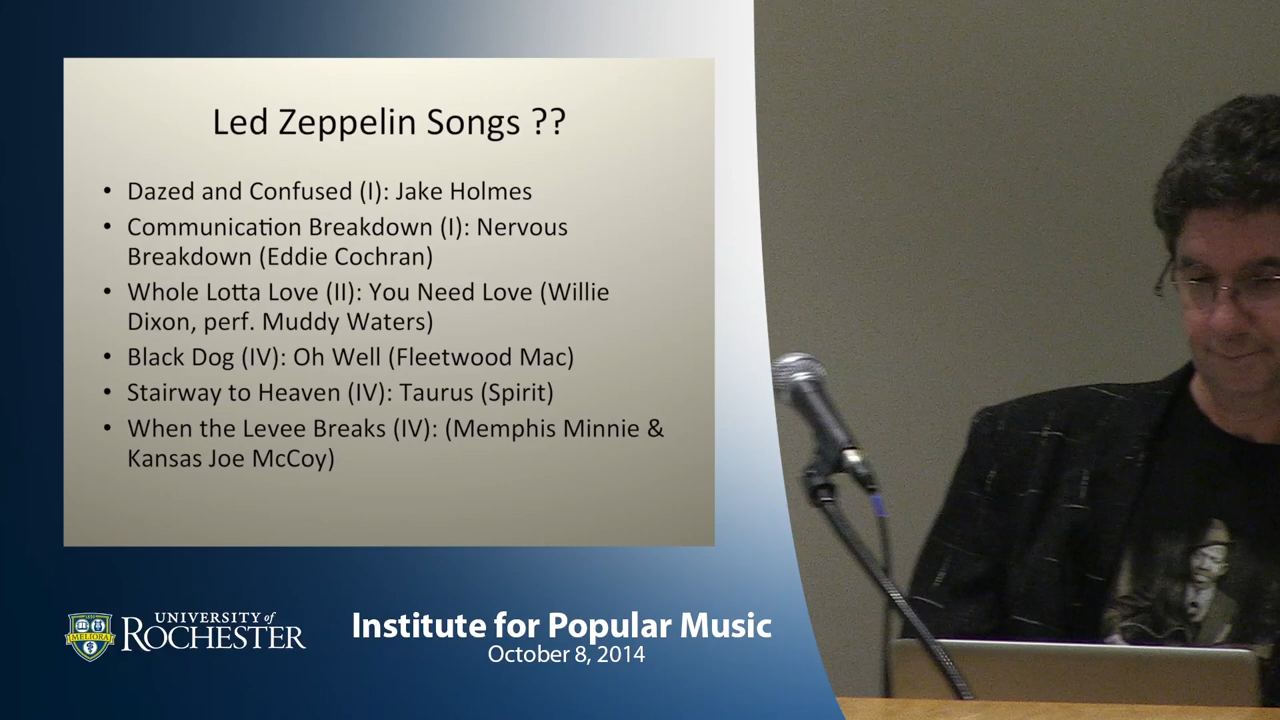 Led Zeppelin Songs ??
• Dazed and Confused (I): Jake Holmes
• Communication Breakdown (I): Nervous
Breakdown (Eddie Cochran)
• Whole Lotta Love (II): You Need Love (Willie
Dixon, perf. Muddy Waters)
• Black Dog (IV): Oh Well (Fleetwood Mac)
• Stairway to Heaven (IV): Taurus (Spirit)
• When the Levee Breaks (IV): (Memphis Minnie &
Kansas Joe McCoy)
MELIORA
UNIVERSITY of
ROCHESTER
Institute for Popular Music
October 8, 2014